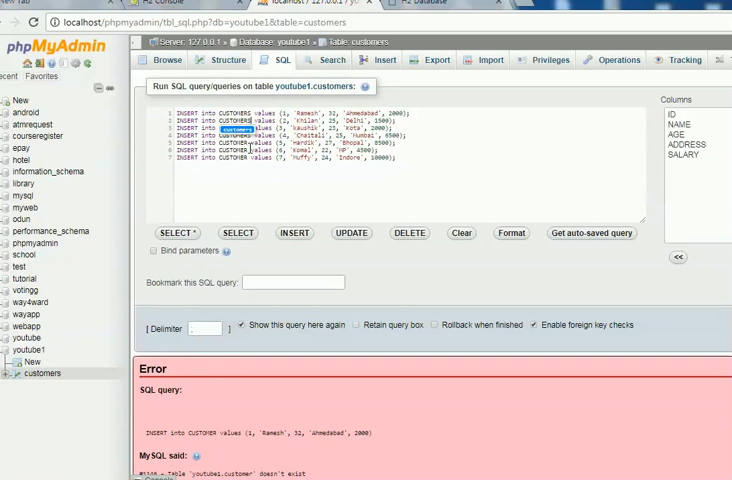 New Tab
H2 Console
localhost / 127.0.0.1 / yo
H2 Database
localhost/phpmyadmin/tbl_sql.php?db=youtube1&table=customers
phpMyAdmin
Server: 127.0.0.1 » Database: youtube1 » Table: customers
Browse Structure SQL Search Insert Export Import Privileges Operations Tracking
ecent Favorites
Run SQL query/queries on table youtube1.customers:
New
android
atmrequest
courseregister
epay
hotel
information_schema
library
mysql
myweb
odun
performance_schema
phpmyadmin
school
test
tutorial
votingg
way4ward
wayapp
webapp
youtube
youtube1
New
customers
1 INSERT into CUSTOMERS values (1, 'Ramesh', 32, 'Ahmedabad', 2000);
2 INSERT into CUSTOMERS values (2, 'Khilan', 25, 'Delhi', 1500);
3 INSERT into customers (3, 'kaushik', 23, 'Kota', 2000);
4 INSERT into CUSTOMERS values (4, 'Chaitali', 25, 'Mumbai', 6500);
5 INSERT into CUSTOMER values (5, 'Hardik', 27, 'Bhopal', 8500);
6 INSERT into CUSTOMER values (6, 'Komal', 22, 'MP', 4500);
7 INSERT into CUSTOMER values (7, 'Muffy', 24, 'Indore', 10000);
Columns
ID
NAME
AGE
ADDRESS
SALARY
SELECT * SELECT INSERT UPDATE DELETE Clear Format Get auto-saved query
<<
Bind parameters
Bookmark this SQL query:
[ Delimiter ; ] Show this query here again Retain query box Rollback when finished Enable foreign key checks
Error
SQL query:
INSERT into CUSTOMER values (1, 'Ramesh', 32, 'Ahmedabad', 2000)
MySQL said:
#1146 - Table 'youtube1.customer' doesn't exist
Console